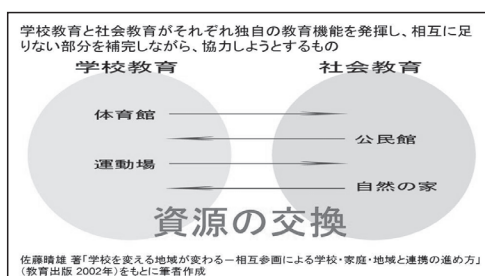 学校教育と社会教育がそれぞれ独自の教育機能を発揮し、相互に足
りない部分を補完しながら、協力しようとするもの
学校教育 社会教育
体育館
公民館
運動場
自然の家
資源の交換
佐藤晴雄 著「学校を変える地域が変わる－相互参画による学校・家庭・地域と連携の進め方」
（教育出版 2002年）をもとに筆者作成